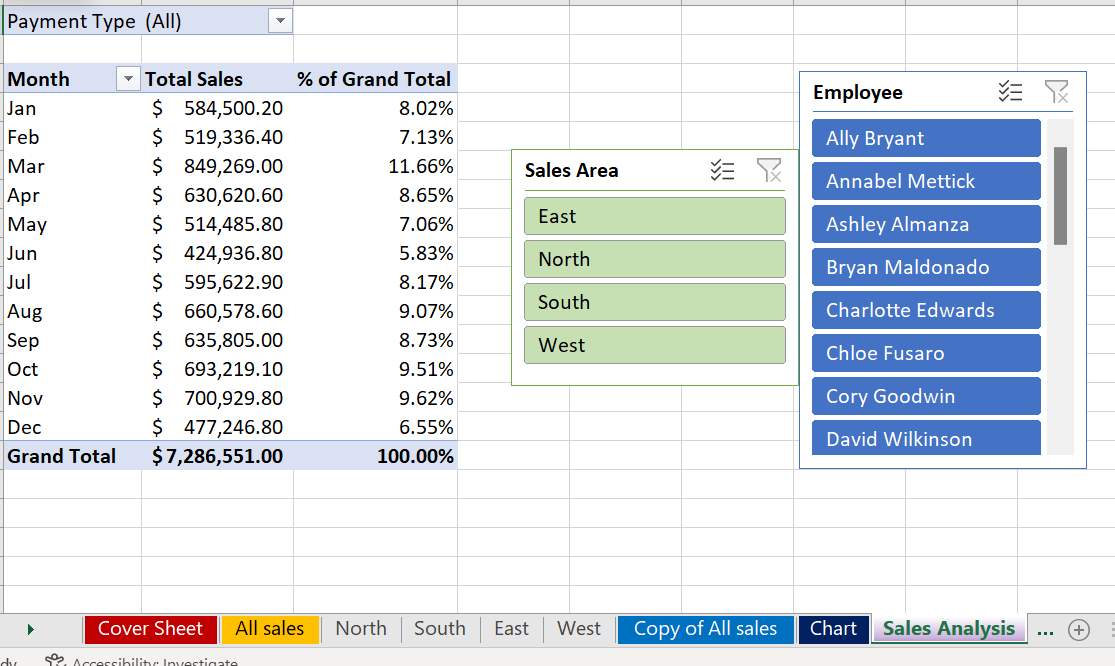 Payment Type (All)
Month Total Sales % of Grand Total
Jan $ 584,500.20 8.02%
Feb $ 519,336.40 7.13%
Mar $ 849,269.00 11.66%
Apr $ 630,620.60 8.65%
May $ 514,485.80 7.06%
Jun $ 424,936.80 5.83%
Jul $ 595,622.90 8.17%
Aug $ 660,578.60 9.07%
Sep $ 635,805.00 8.73%
Oct $ 693,219.10 9.51%
Nov $ 700,929.80 9.62%
Dec $ 477,246.80 6.55%
Grand Total $ 7,286,551.00 100.00%
Sales Area
East
North
South
West
Employee
Ally Bryant
Annabel Mettick
Ashley Almanza
Bryan Maldonado
Charlotte Edwards
Chloe Fusaro
Cory Goodwin
David Wilkinson
Cover Sheet All sales North South East West Copy of All sales Chart Sales Analysis ...
dy Accessibility: Investigate